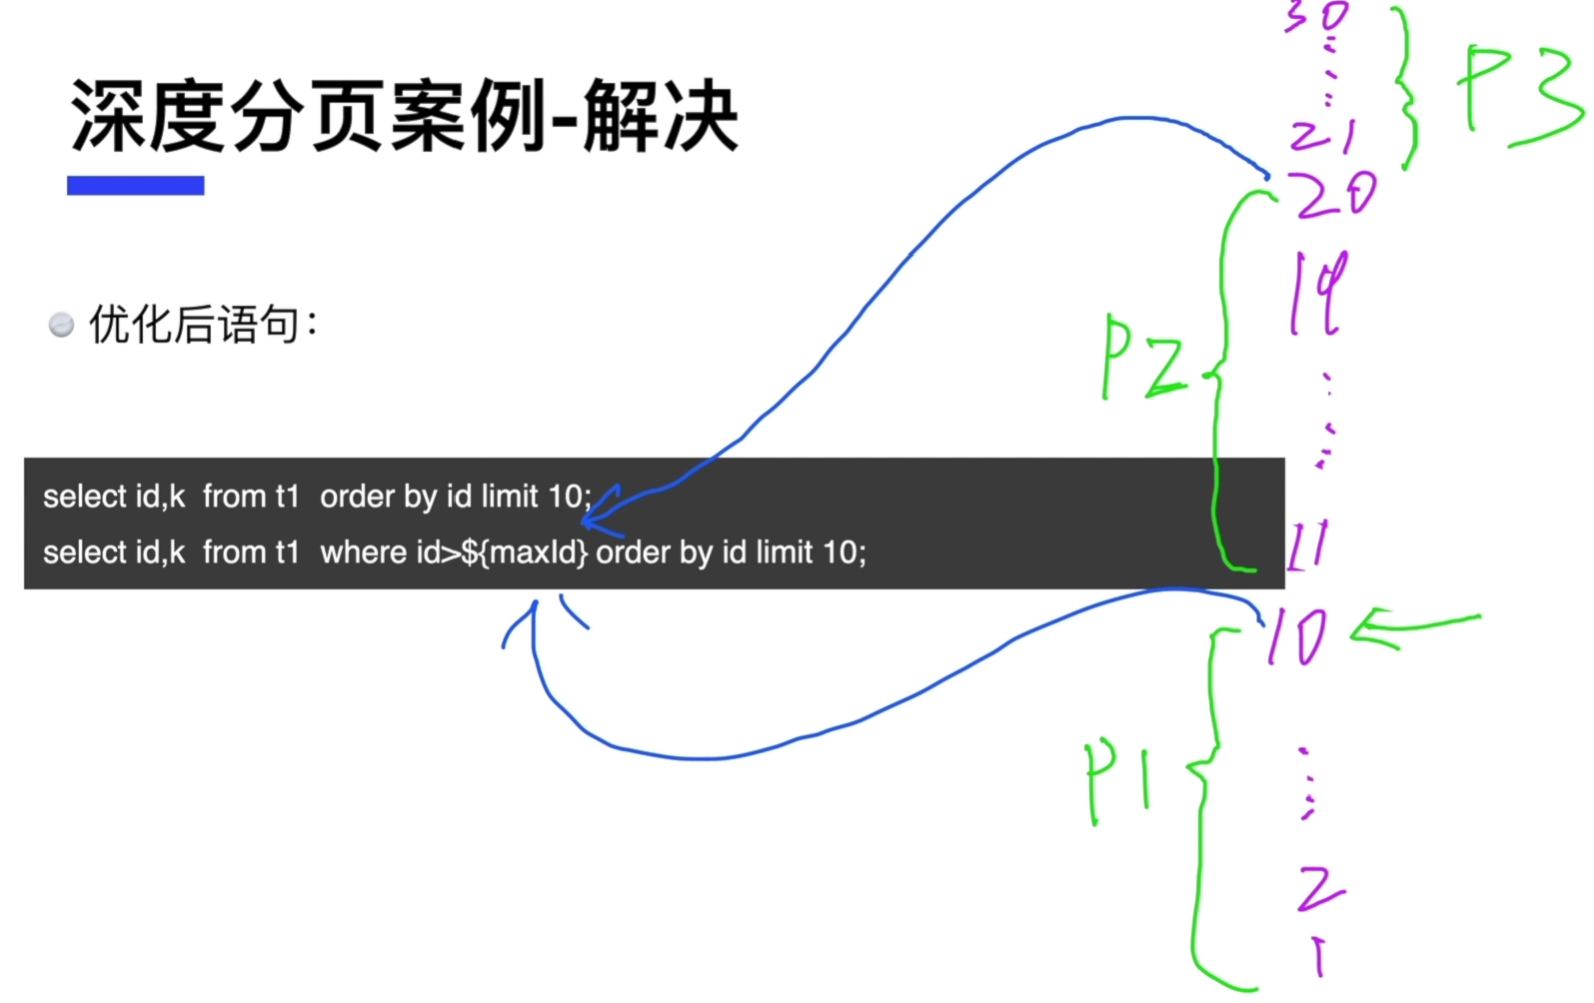 深度分页案例-解决
优化后语句：
select id,k from t1 order by id limit 10;
select id,k from t1 where id>${maxId} order by id limit 10;
30
21
P3
20
19
P2
11
10
P1
2
1